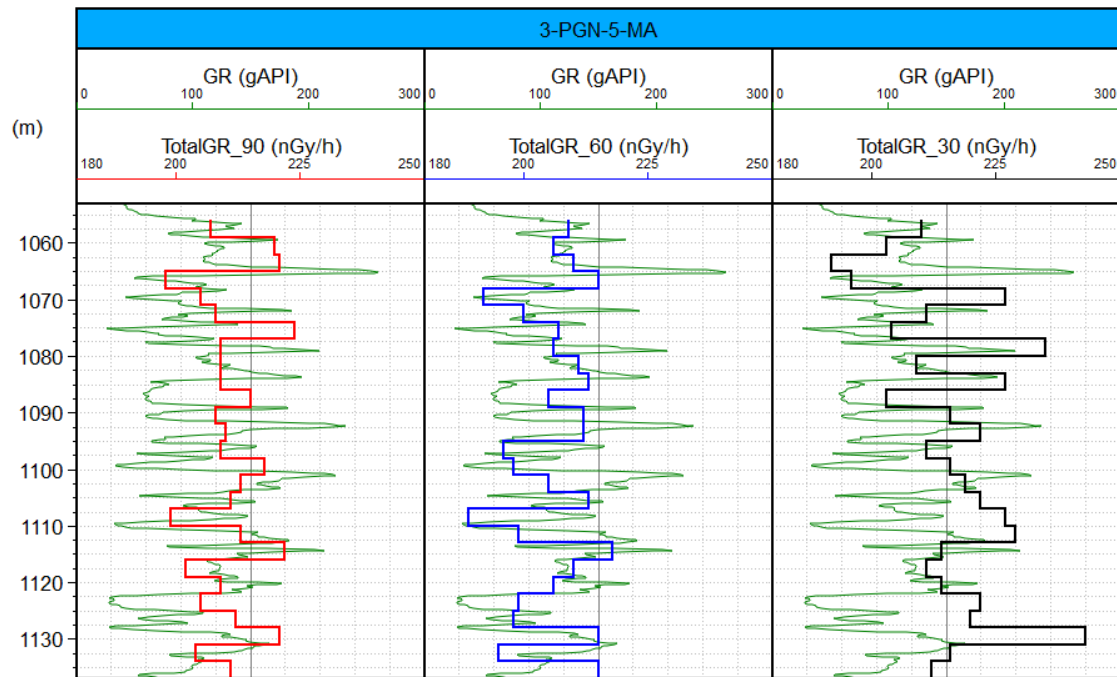 3-PGN-5-MA
GR (gAPI) GR (gAPI) GR (gAPI)
0 100 200 300 0 100 200 300 0 100 200 300
(m)
TotalGR_90 (nGy/h) TotalGR_60 (nGy/h) TotalGR_30 (nGy/h)
180 200 225 250 180 200 225 250 180 200 225 250
1060
1070
1080
1090
1100
1110
1120
1130